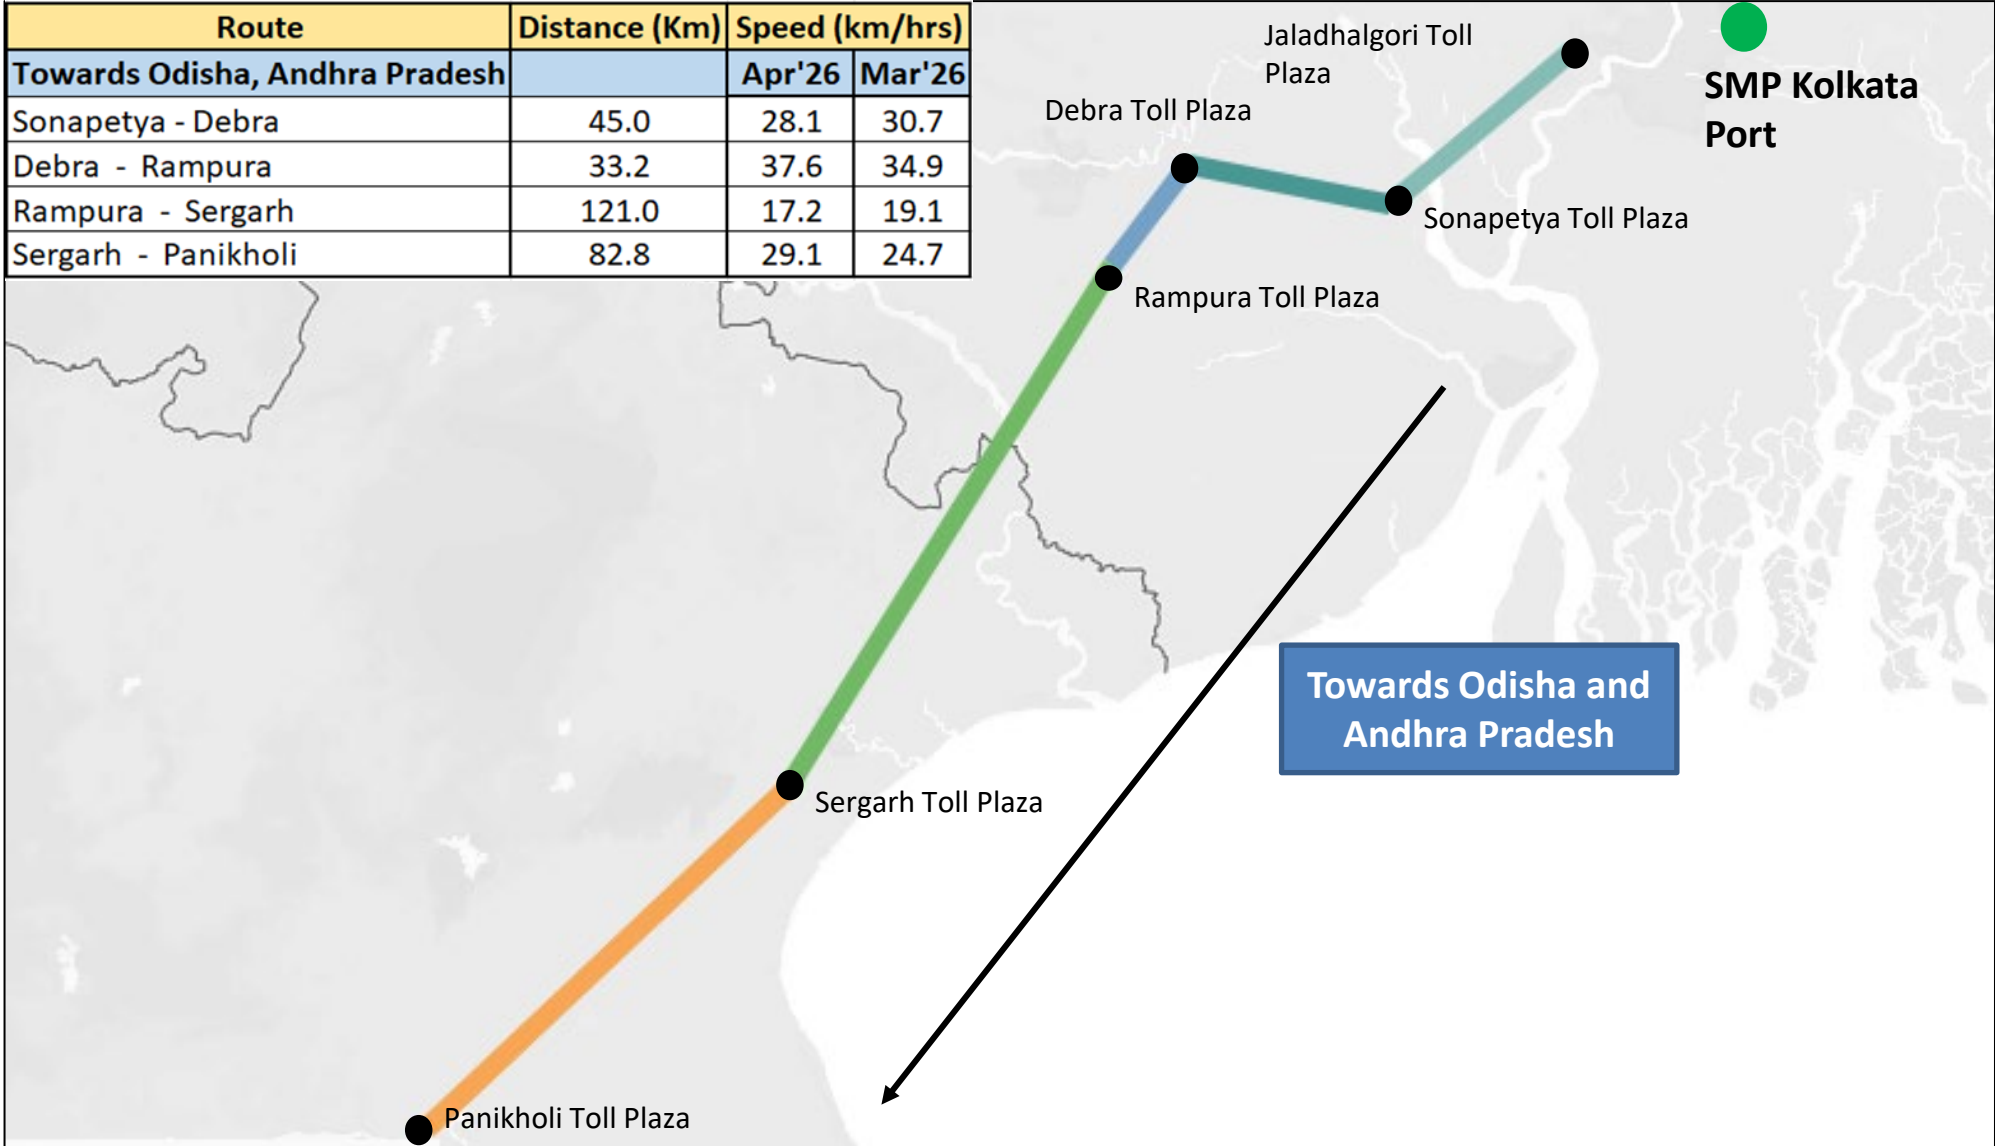 Route Distance (Km) Speed (km/hrs)
Towards Odisha, Andhra Pradesh Apr'26 Mar'26
Sonapetya - Debra 45.0 28.1 30.7
Debra - Rampura 33.2 37.6 34.9
Rampura - Sergarh 121.0 17.2 19.1
Sergarh - Panikholi 82.8 29.1 24.7
Jaladhalgori Toll
Plaza
SMP Kolkata
Port
Debra Toll Plaza
Sonapetya Toll Plaza
Rampura Toll Plaza
Towards Odisha and
Andhra Pradesh
Sergarh Toll Plaza
Panikholi Toll Plaza